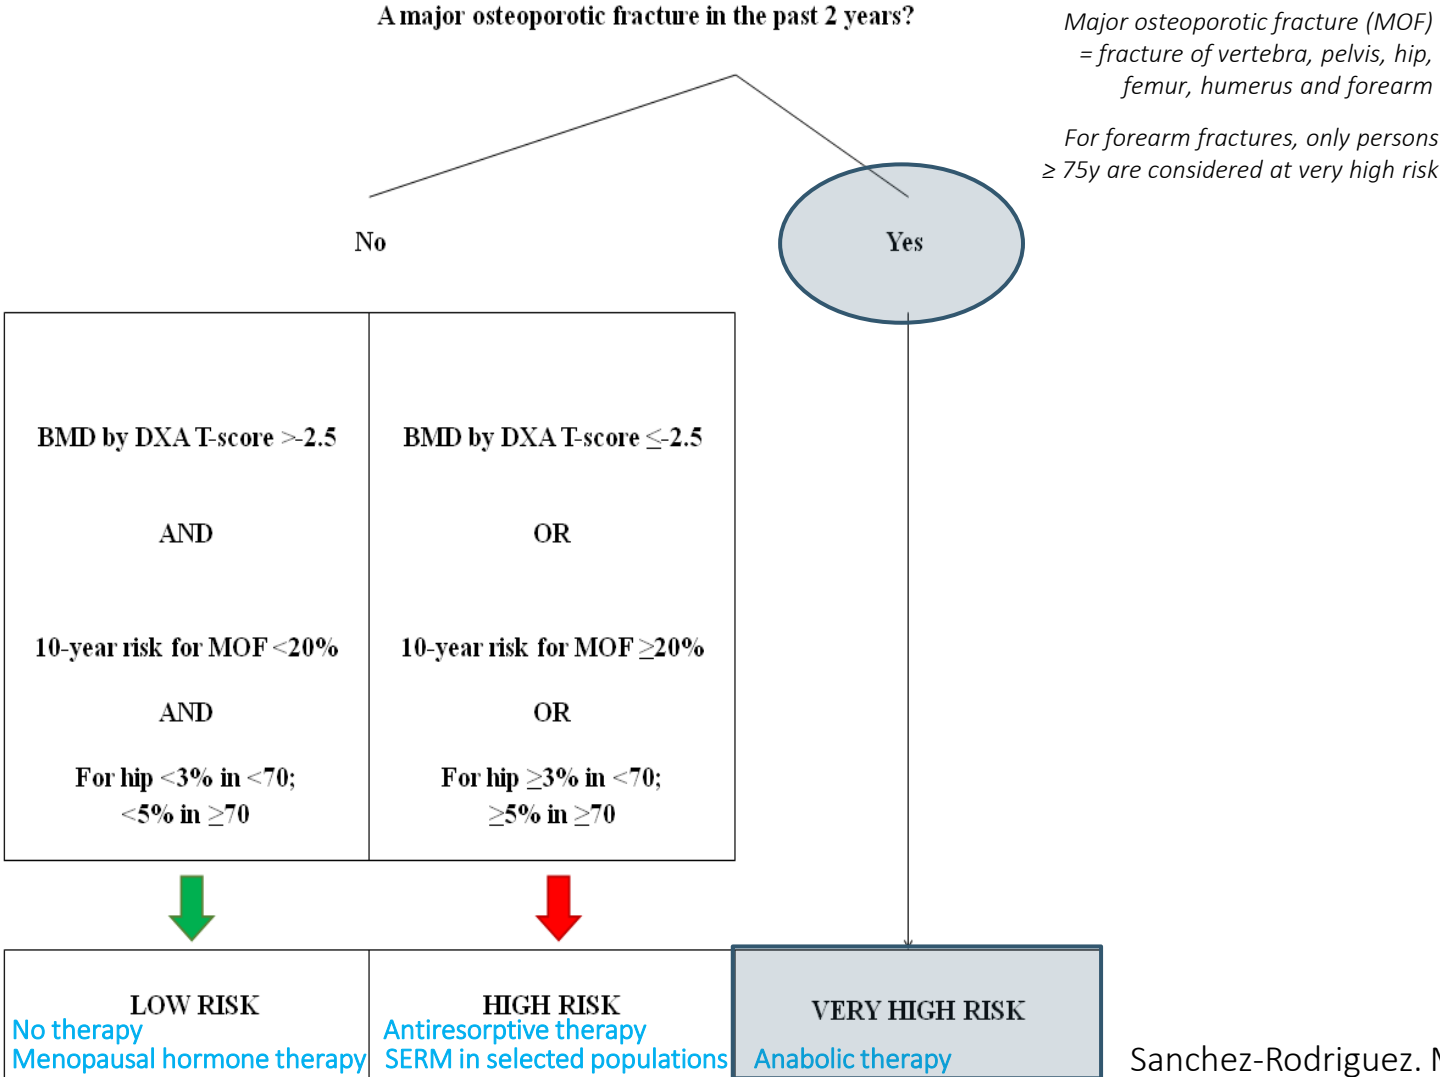 A major osteoporotic fracture in the past 2 years?
Major osteoporotic fracture (MOF)
= fracture of vertebra, pelvis, hip,
femur, humerus and forearm
For forearm fractures, only persons
≥ 75y are considered at very high risk
No
Yes
BMD by DXA T-score >-2.5
AND
10-year risk for MOF <20%
AND
For hip <3% in <70;
<5% in ≥70
BMD by DXA T-score ≤-2.5
OR
10-year risk for MOF ≥20%
OR
For hip ≥3% in <70;
≥5% in ≥70
LOW RISK
No therapy
Menopausal hormone therapy
HIGH RISK
Antiresorptive therapy
SERM in selected populations
VERY HIGH RISK
Anabolic therapy
Sanchez-Rodriguez. M